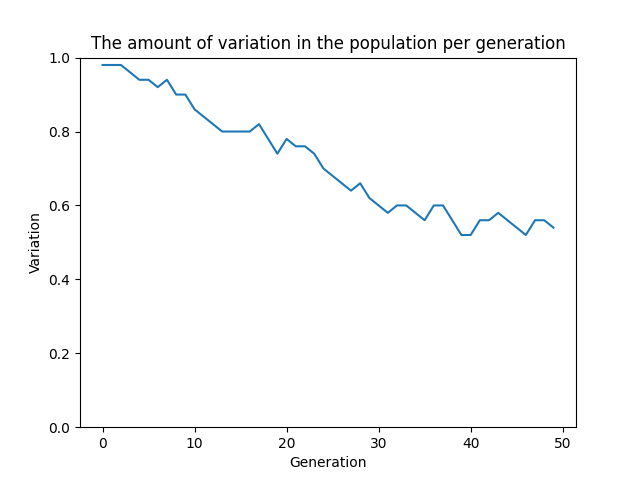 The amount of variation in the population per generation
1.0
0.8
0.6
0.4
0.2
0.0
Variation
0 10 20 30 40 50
Generation